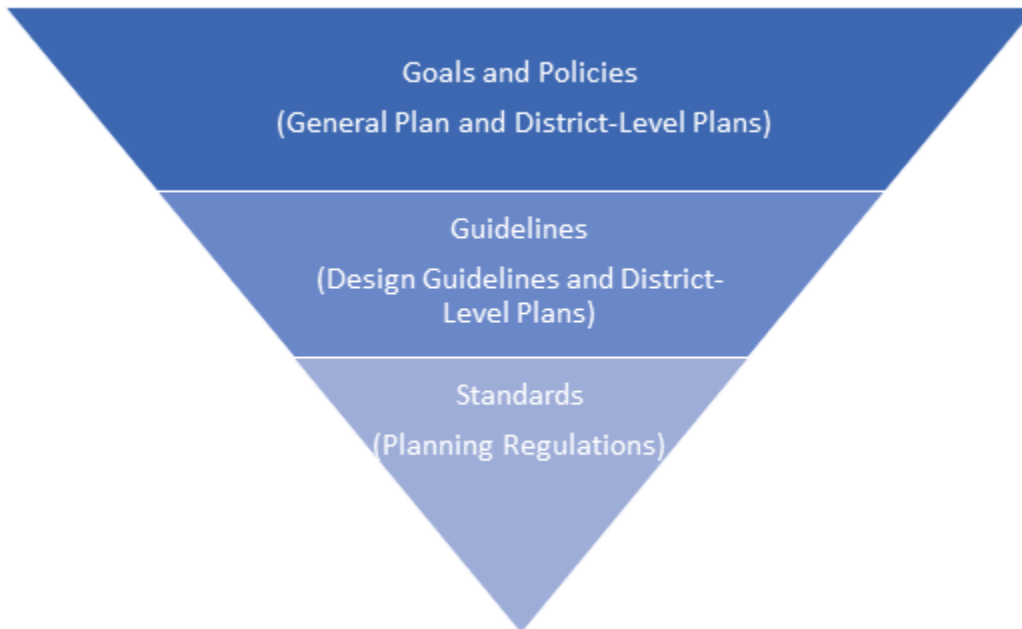 Goals and Policies
(General Plan and District-Level Plans)
Guidelines
(Design Guidelines and District-
Level Plans)
Standards
(Planning Regulations)